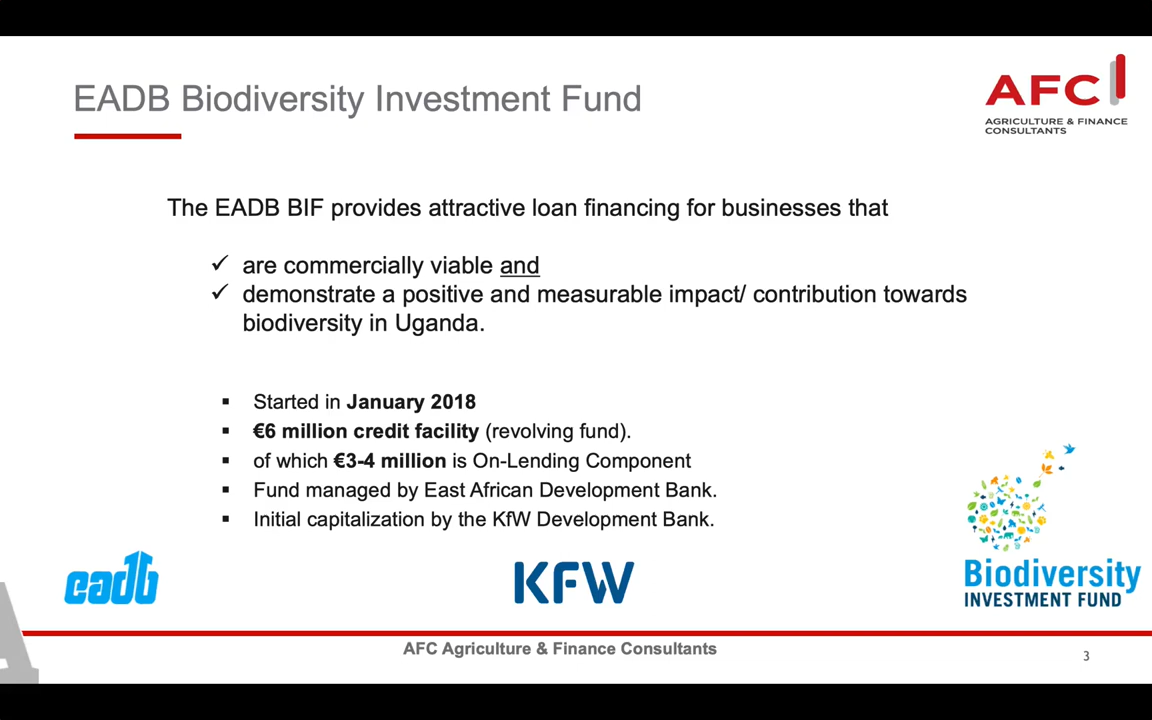 EADB Biodiversity Investment Fund
AFC
AGRICULTURE & FINANCE
CONSULTANTS
The EADB BIF provides attractive loan financing for businesses that
✓ are commercially viable and
✓ demonstrate a positive and measurable impact/ contribution towards
biodiversity in Uganda.
▪ Started in January 2018
▪ €6 million credit facility (revolving fund).
▪ of which €3-4 million is On-Lending Component
▪ Fund managed by East African Development Bank.
▪ Initial capitalization by the KfW Development Bank.
eadb
KFW
Biodiversity
INVESTMENT FUND
AFC Agriculture & Finance Consultants
3